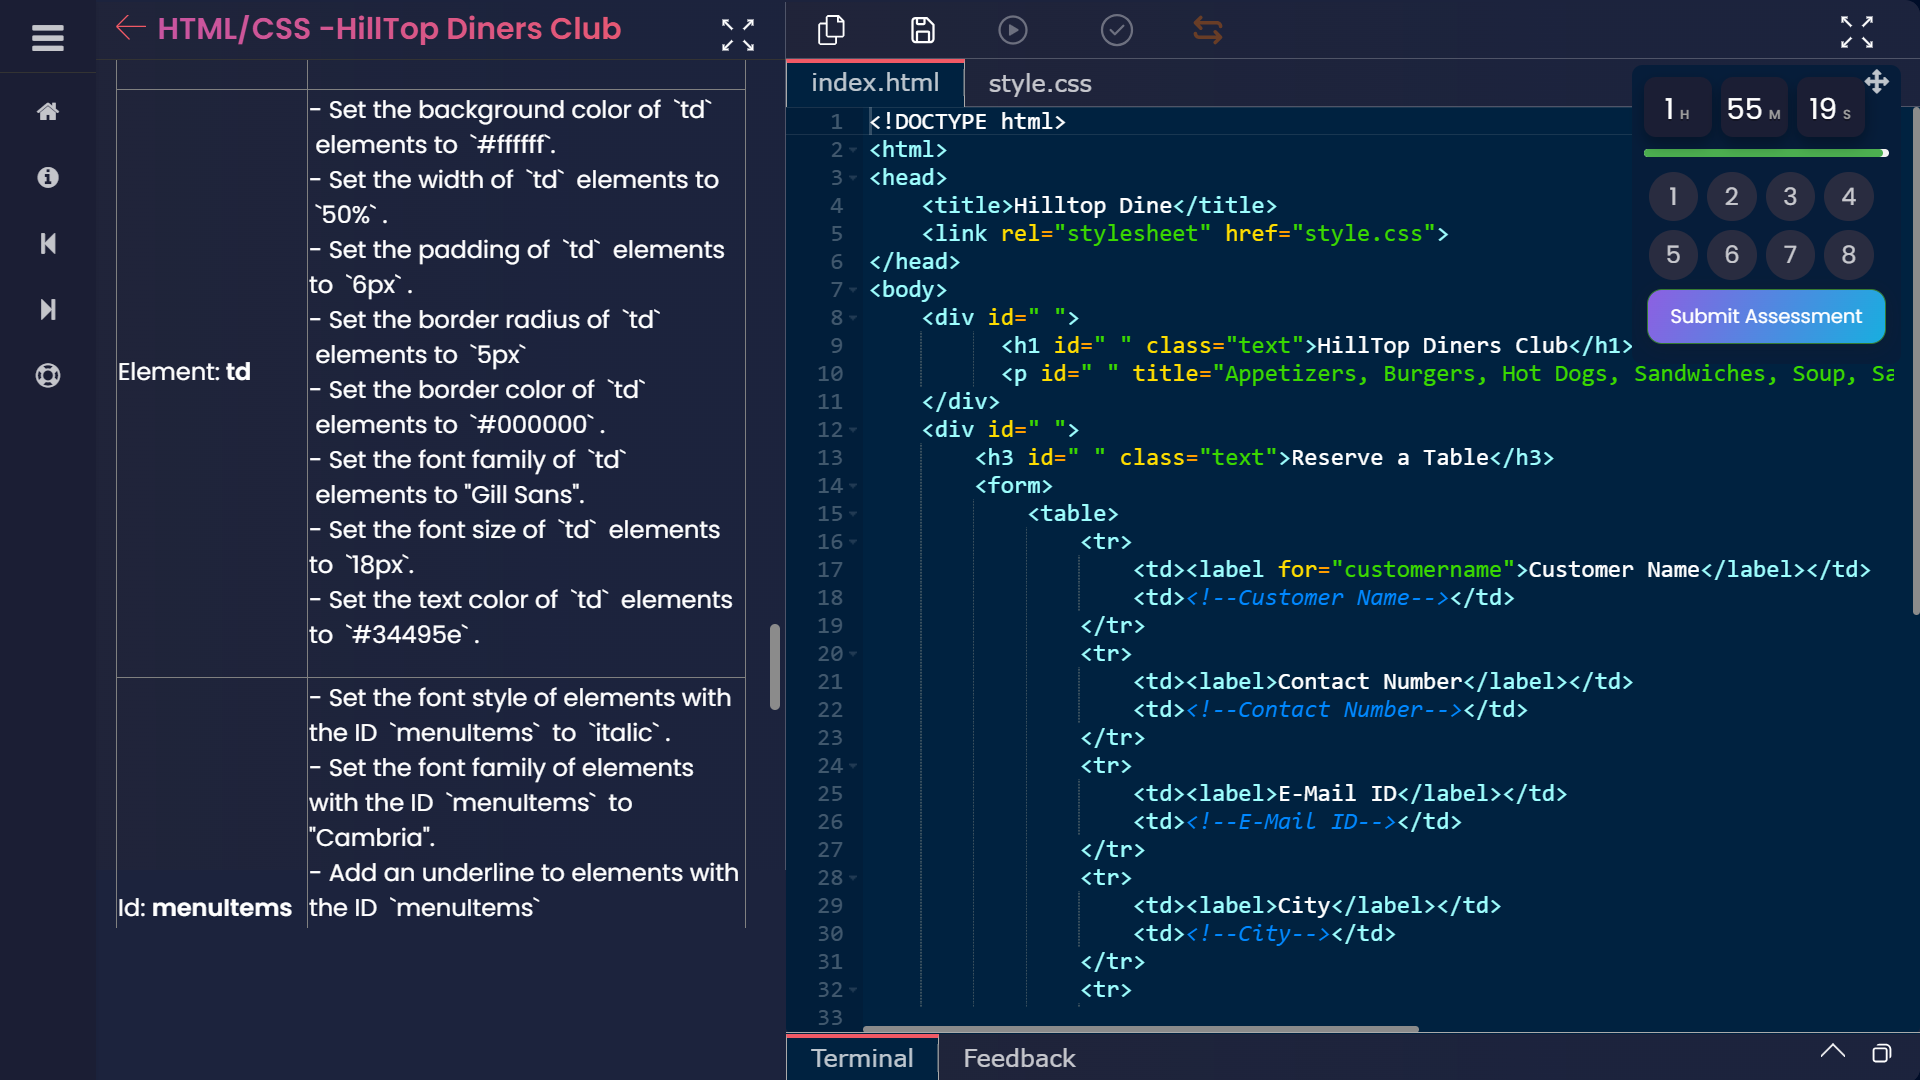 HTML/CSS -HillTop Diners Club
- Set the background color of `td`
elements to `#ffffff`.
- Set the width of `td` elements to
`50%`.
- Set the padding of `td` elements
to `6px`.
- Set the border radius of `td`
elements to `5px`
- Set the border color of `td`
elements to `#000000`.
- Set the font family of `td`
elements to "Gill Sans".
- Set the font size of `td` elements
to `18px`.
- Set the text color of `td` elements
to `#34495e`.
Element: td
- Set the font style of elements with
the ID `menuItems` to `italic`.
- Set the font family of elements
with the ID `menuItems` to
"Cambria".
- Add an underline to elements with
the ID `menuItems`
Id: menuItems
index.html
style.css
1 <!DOCTYPE html>
2 <html>
3 <head>
4 <title>Hilltop Dine</title>
5 <link rel="stylesheet" href="style.css">
6 </head>
7 <body>
8 <div id=" ">
9 <h1 id=" " class="text">HillTop Diners Club</h1>
10 <p id=" " title="Appetizers, Burgers, Hot Dogs, Sandwiches, Soup, Sa
11 </div>
12 <div id=" ">
13 <h3 id=" " class="text">Reserve a Table</h3>
14 <form>
15 <table>
16 <tr>
17 <td><label for="customername">Customer Name</label></td>
18 <td><!--Customer Name--></td>
19 </tr>
20 <tr>
21 <td><label>Contact Number</label></td>
22 <td><!--Contact Number--></td>
23 </tr>
24 <tr>
25 <td><label>E-Mail ID</label></td>
26 <td><!--E-Mail ID--></td>
27 </tr>
28 <tr>
29 <td><label>City</label></td>
30 <td><!--City--></td>
31 </tr>
32 <tr>
33
1 H 55 M 19 S
1 2 3 4
5 6 7 8
Submit Assessment
Terminal
Feedback